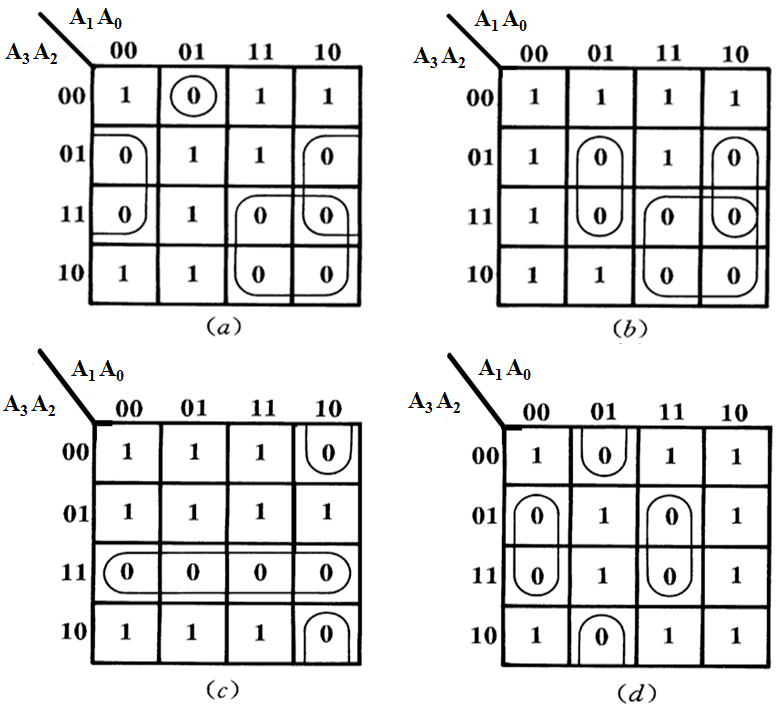 A₁A₀ A₁A₀
A₃A₂ 00 01 11 10 A₃A₂ 00 01 11 10
00 1 0 1 1 00 1 1 1 1
01 0 1 1 0 01 1 0 1 0
11 0 1 0 0 11 1 0 0 0
10 1 1 0 0 10 1 1 0 0
(a) (b)
A₁A₀ A₁A₀
A₃A₂ 00 01 11 10 A₃A₂ 00 01 11 10
00 1 1 1 0 00 1 0 1 1
01 1 1 1 1 01 0 1 0 1
11 0 0 0 0 11 0 1 0 1
10 1 1 1 0 10 1 0 1 1
(c) (d)